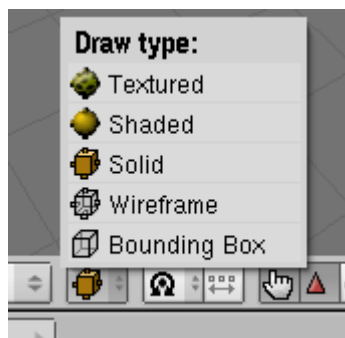 Draw type:
Textured
Shaded
Solid
Wireframe
Bounding Box